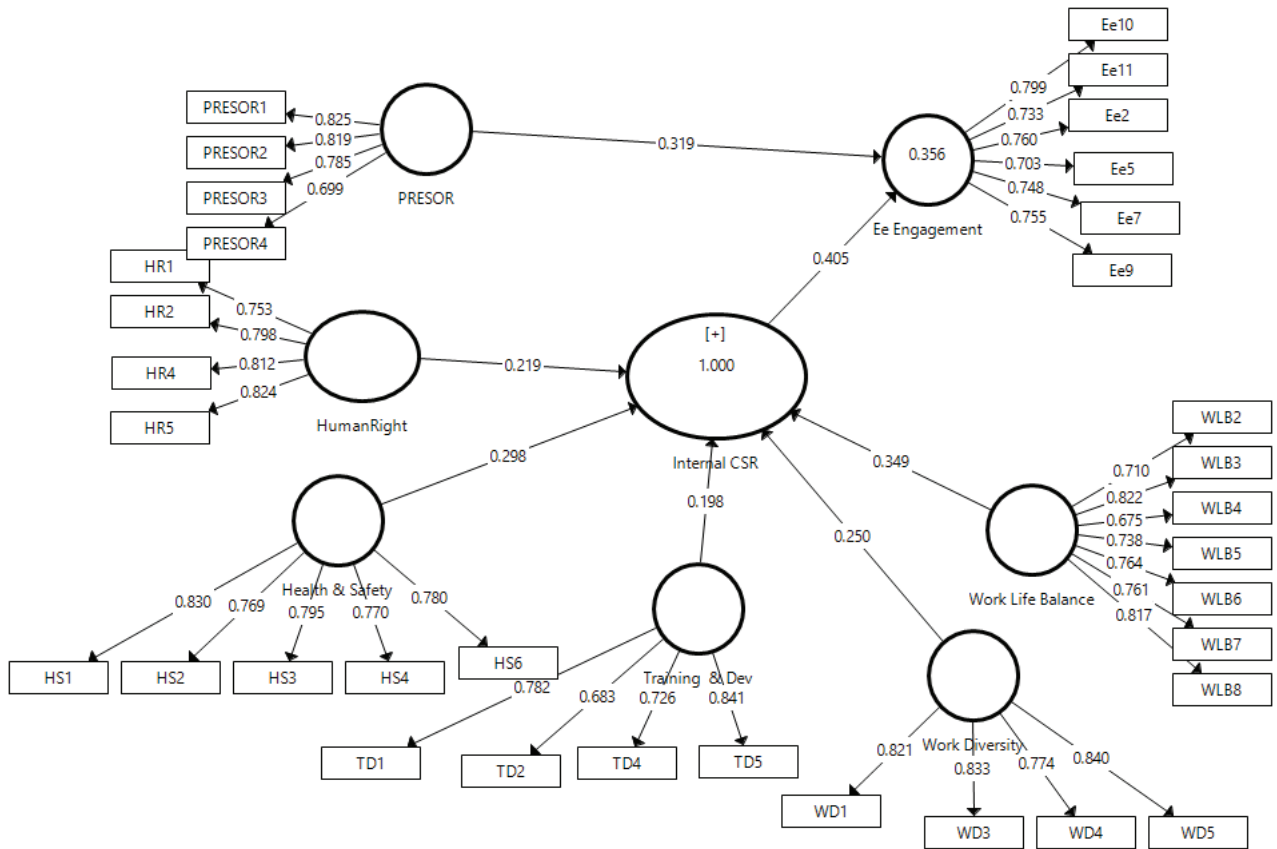 Ee10
Ee11
0.799
PRESOR1
0.825
0.733
Ee2
PRESOR2
0.819
0.319
0.356
0.760
0.703
Ee5
PRESOR3
0.785
0.699
PRESOR
0.748
Ee7
PRESOR4
Ee Engagement
0.755
Ee9
HR1
0.405
HR2
0.753
0.798
[+]
HR4
0.812
0.219
1.000
0.824
HR5
HumanRight
WLB2
0.298
Internal CSR
0.349
0.710
WLB3
0.822
0.198
0.675
WLB4
0.250
0.738
WLB5
0.764
Health & Safety
0.761
Work Life Balance
WLB6
0.830
0.769
0.795
0.770
0.780
0.817
WLB7
HS1
HS2
HS3
HS4
HS6
WLB8
0.782
0.683
Training & Dev
0.726
0.841
TD1
TD2
TD4
TD5
Work Diversity
0.821
0.833
0.774
0.840
WD1
WD3
WD4
WD5